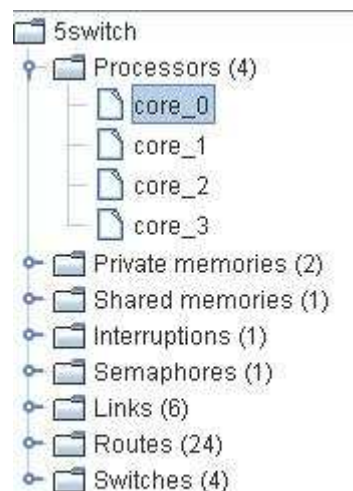 5switch
Processors (4)
core_0
core_1
core_2
core_3
Private memories (2)
Shared memories (1)
Interruptions (1)
Semaphores (1)
Links (6)
Routes (24)
Switches (4)